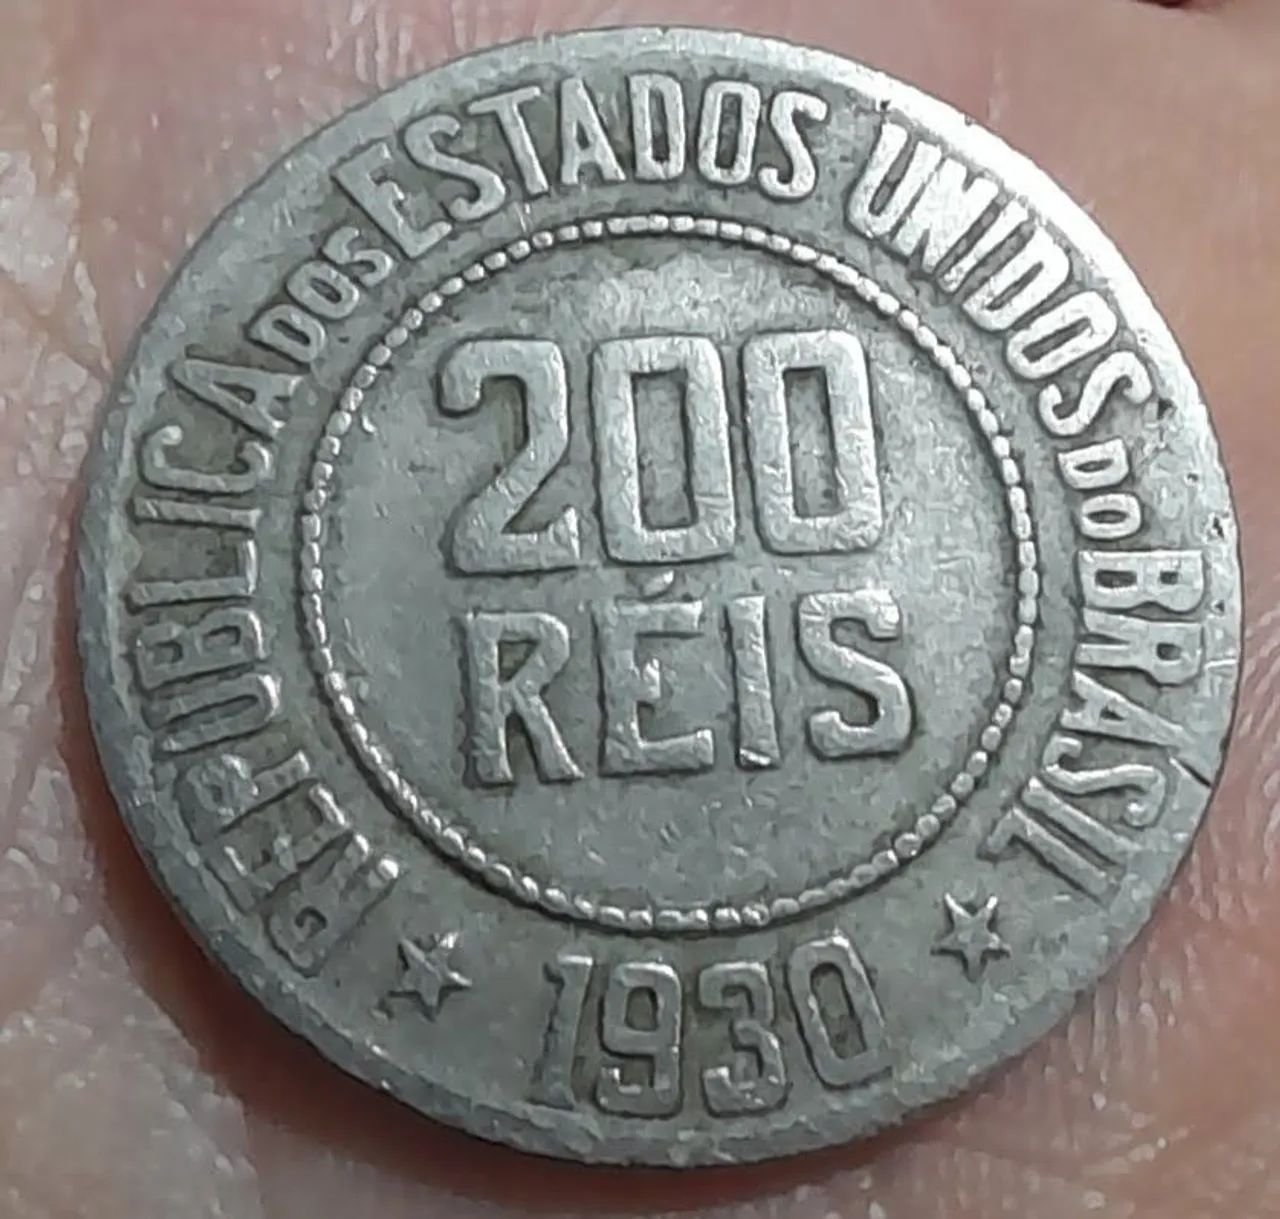 REPUBLICA DOS ESTADOS UNIDOS DO BRASIL
200
RÉIS
1930